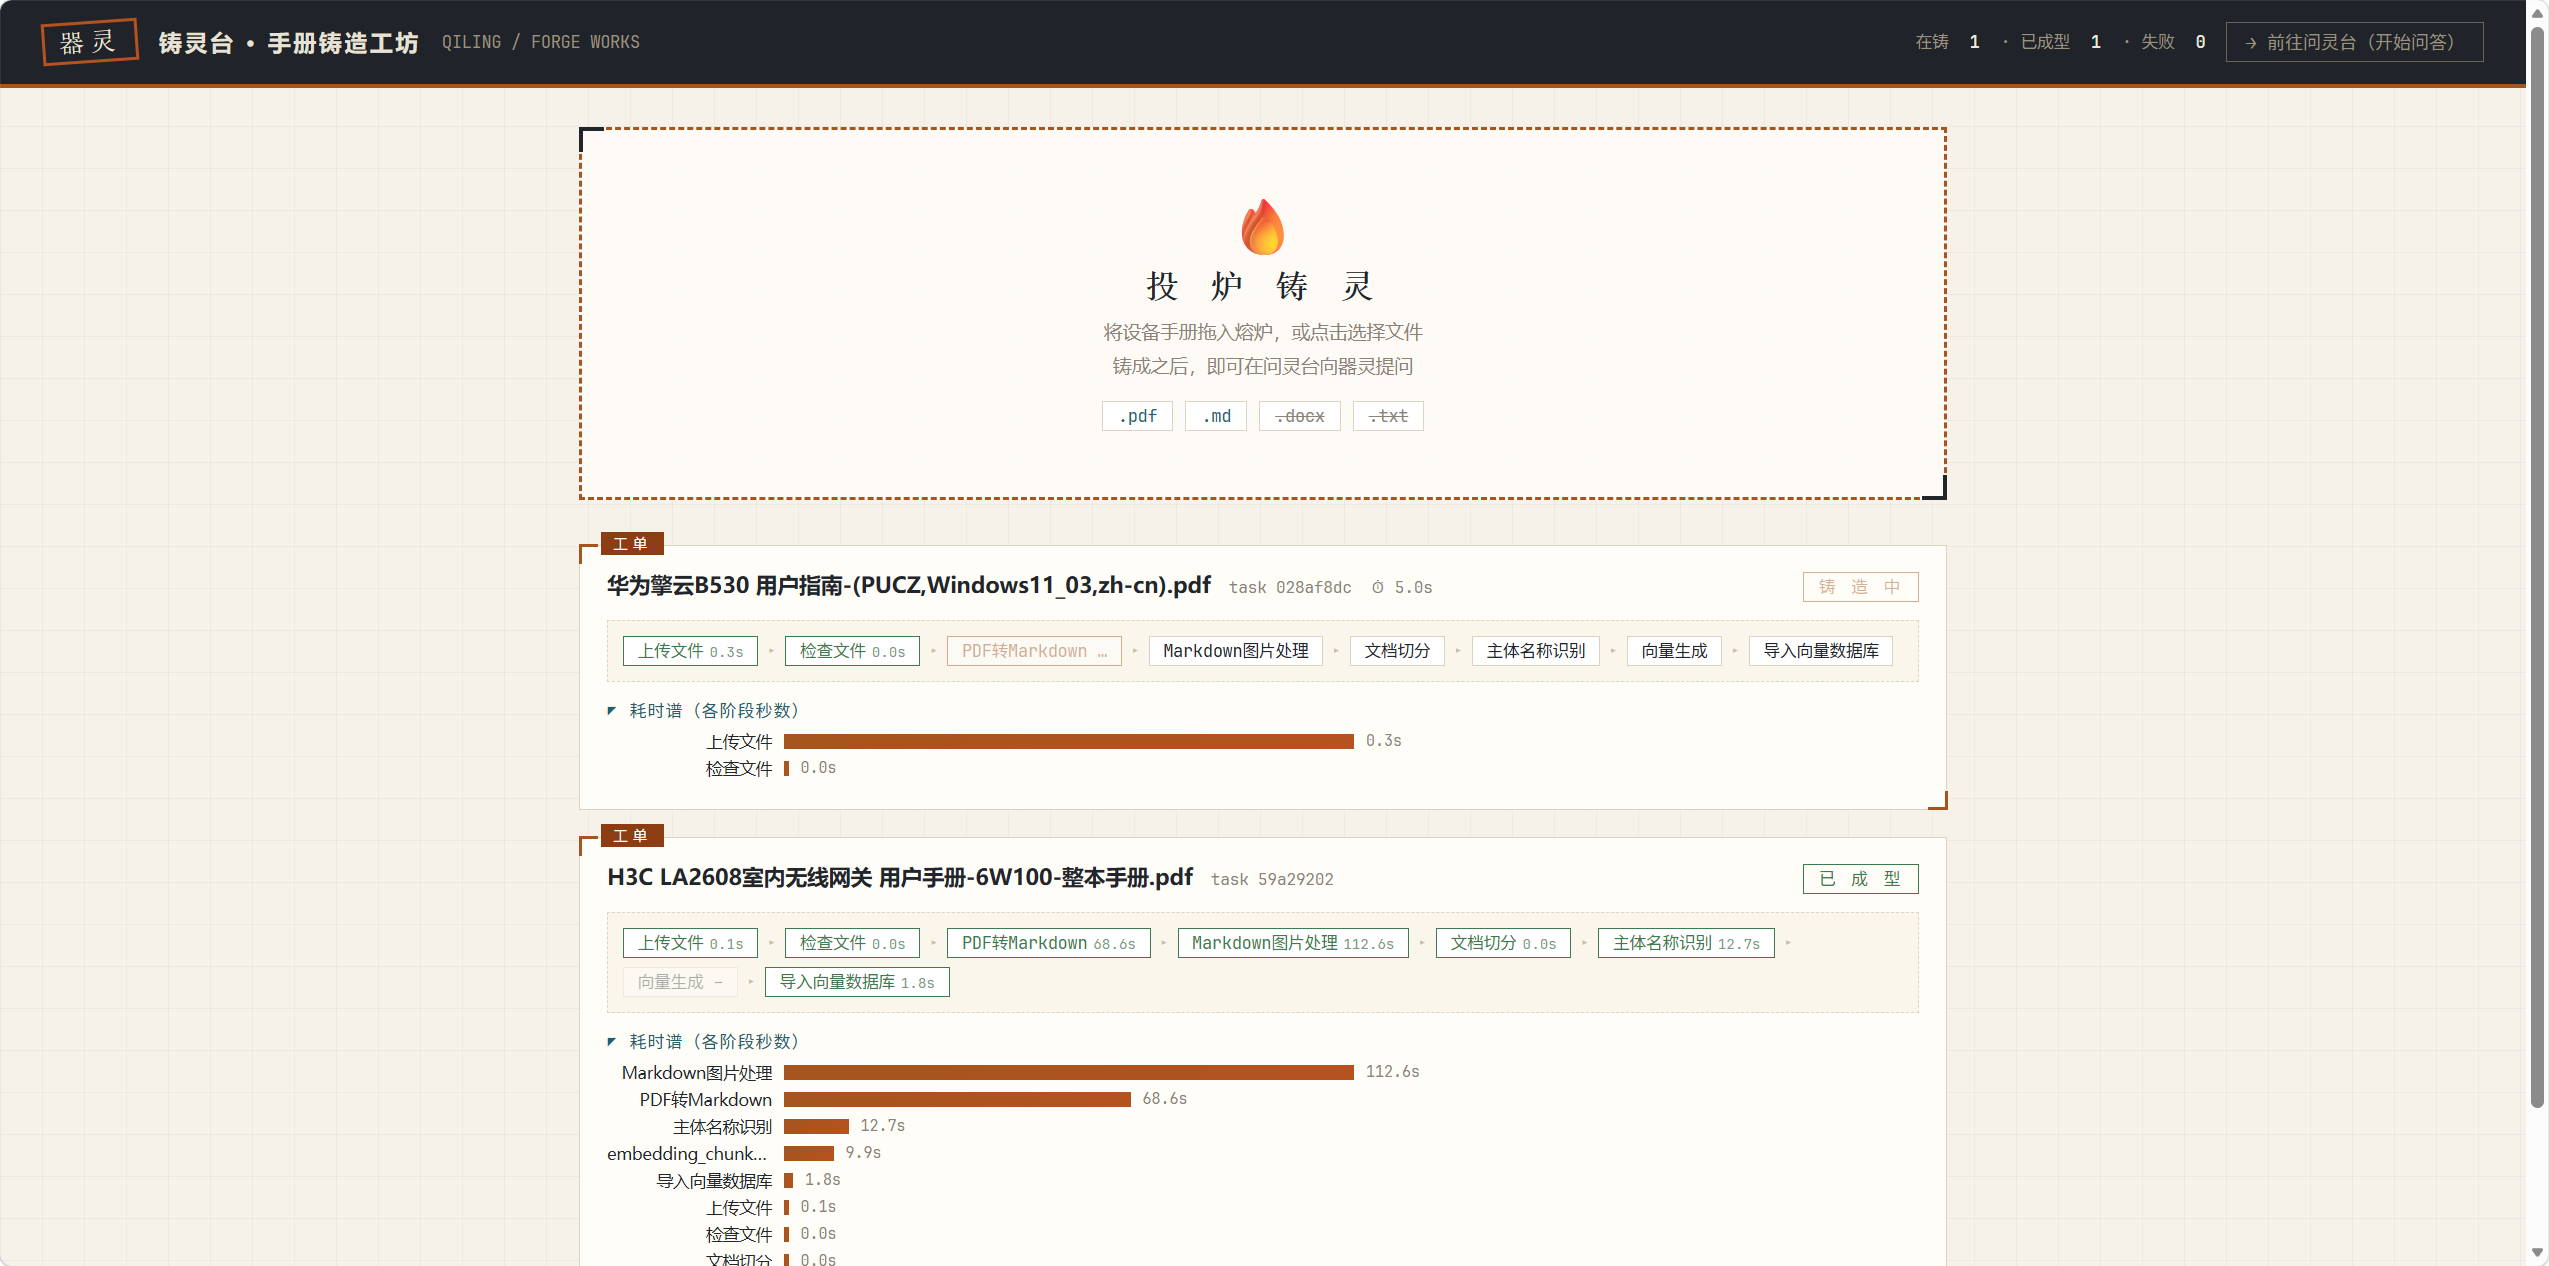 器灵 铸灵台 • 手册铸造工坊 QILING / FORGE WORKS 在铸 1 · 已成型 1 · 失败 0 → 前往问灵台（开始问答）
投炉铸灵
将设备手册拖入熔炉，或点击选择文件
铸成之后，即可在问灵台向器灵提问
.pdf .md .docx .txt
工单
华为擎云B530 用户指南-(PUCZ,Windows11_03,zh-cn).pdf task 028af8dc ⏱ 5.0s 铸造中
上传文件 0.3s ▸ 检查文件 0.0s ▸ PDF转Markdown … ▸ Markdown图片处理 ▸ 文档切分 ▸ 主体名称识别 ▸ 向量生成 ▸ 导入向量数据库
耗时谱（各阶段秒数）
上传文件 0.3s
检查文件 0.0s
工单
H3C LA2608室内无线网关 用户手册-6W100-整本手册.pdf task 59a29202 已成型
上传文件 0.1s ▸ 检查文件 0.0s ▸ PDF转Markdown 68.6s ▸ Markdown图片处理 112.6s ▸ 文档切分 0.0s ▸ 主体名称识别 12.7s ▸
向量生成 – ▸ 导入向量数据库 1.8s
耗时谱（各阶段秒数）
Markdown图片处理 112.6s
PDF转Markdown 68.6s
主体名称识别 12.7s
embedding_chunk... 9.9s
导入向量数据库 1.8s
上传文件 0.1s
检查文件 0.0s
文档切分 0.0s